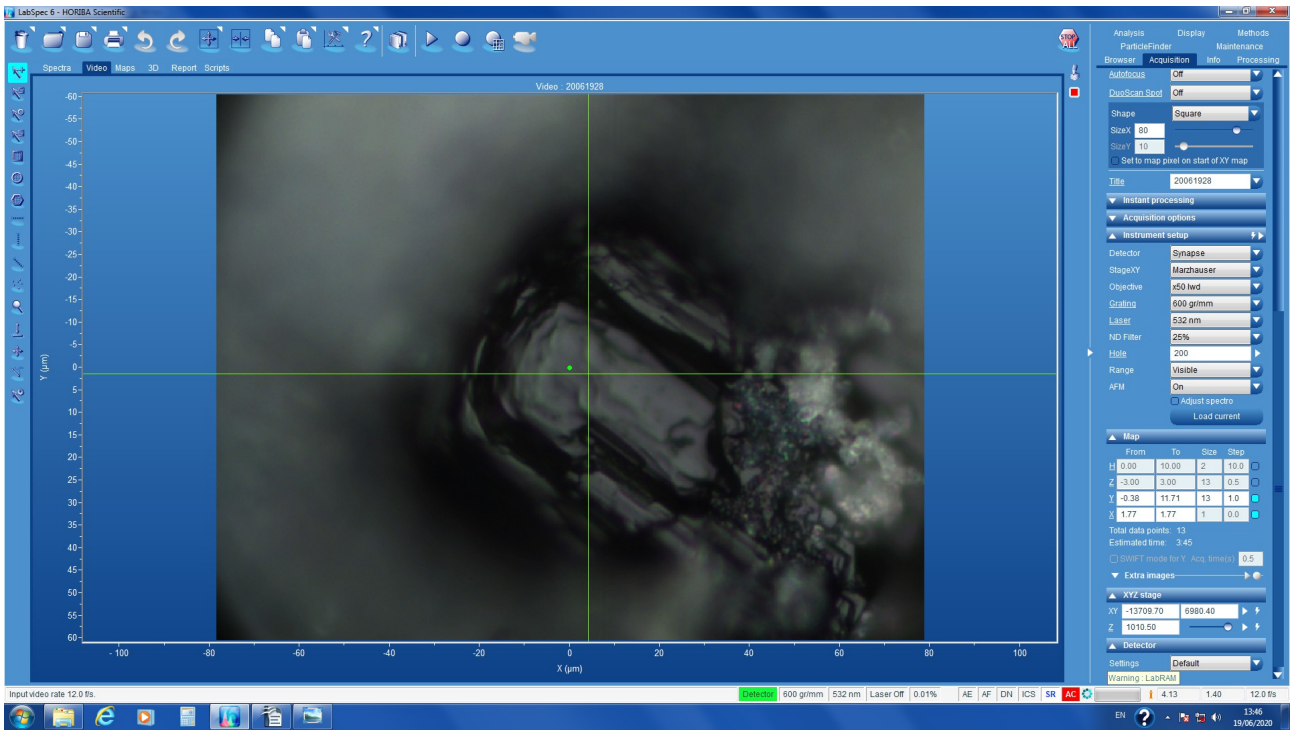 LabSpec 6 - HORIBA Scientific
STOP ALL
Analysis Display Methods
ParticleFinder Maintenance
Browser Acquisition Info Processing
Spectra Video Maps 3D Report Scripts
Video : 20061928
-60
-55
-50
-45
-40
-35
-30
-25
-20
-15
-10
-5
0
5
10
15
20
25
30
35
40
45
50
55
60
Y (µm)
- 100 -80 -60 -40 -20 0 20 40 60 80 100
X (µm)
Autofocus Off
DuoScan Spot Off
Shape Square
SizeX 80
SizeY 10
Set to map pixel on start of XY map
Title 20061928
Instant processing
Acquisition options
Instrument setup
Detector Synapse
StageXY Marzhauser
Objective x50 lwd
Grating 600 gr/mm
Laser 532 nm
ND Filter 25%
Hole 200
Range Visible
AFM On
Adjust spectro
Load current
Map
From To Size Step
H 0.00 10.00 2 10.0
Z -3.00 3.00 13 0.5
Y -0.38 11.71 13 1.0
X 1.77 1.77 1 0.0
Total data points: 13
Estimated time: 3:45
SWIFT mode for Y. Acq. time(s) 0.5
Extra images
XYZ stage
XY -13709.70 6980.40
Z 1010.50
Detector
Settings Default
Warning : LabRAM
Input video rate 12.0 f/s.
Detector 600 gr/mm 532 nm Laser Off 0.01% AE AF DN ICS SR AC 4.13 1.40 12.0 f/s
EN 13:46
19/06/2020